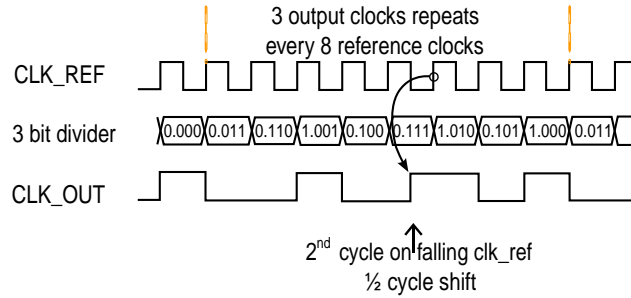 3 output clocks repeats
every 8 reference clocks
CLK_REF
3 bit divider 0.000 0.011 0.110 1.001 0.100 0.111 1.010 0.101 1.000 0.011
CLK_OUT
2nd cycle on falling clk_ref
½ cycle shift